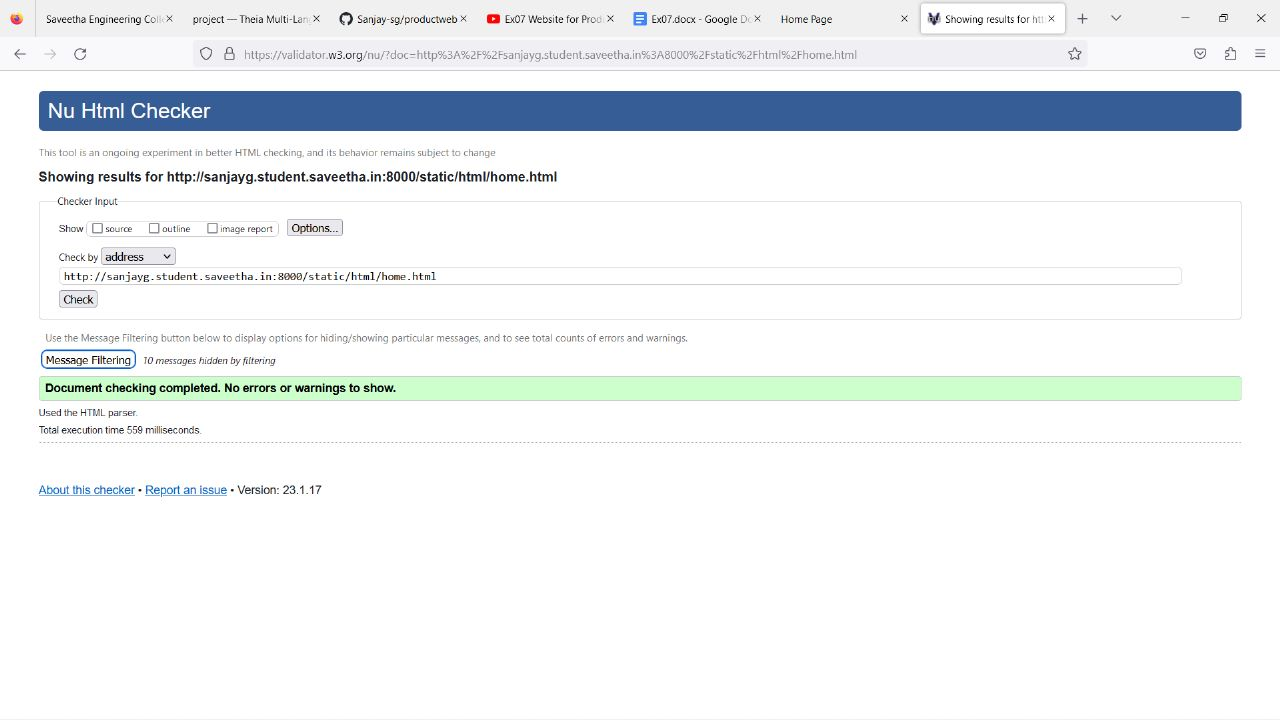 Saveetha Engineering Coll
project — Theia Multi-Lang
Sanjay-sg/productweb
Ex07 Website for Prod
Ex07.docx - Google Do
Home Page
Showing results for htt
https://validator.w3.org/nu/?doc=http%3A%2F%2Fsanjayg.student.saveetha.in%3A8000%2Fstatic%2Fhtml%2Fhome.html
Nu Html Checker
This tool is an ongoing experiment in better HTML checking, and its behavior remains subject to change
Showing results for http://sanjayg.student.saveetha.in:8000/static/html/home.html
Checker Input
Show source outline image report Options...
Check by address
http://sanjayg.student.saveetha.in:8000/static/html/home.html
Check
Use the Message Filtering button below to display options for hiding/showing particular messages, and to see total counts of errors and warnings.
Message Filtering 10 messages hidden by filtering
Document checking completed. No errors or warnings to show.
Used the HTML parser.
Total execution time 559 milliseconds.
About this checker • Report an issue • Version: 23.1.17